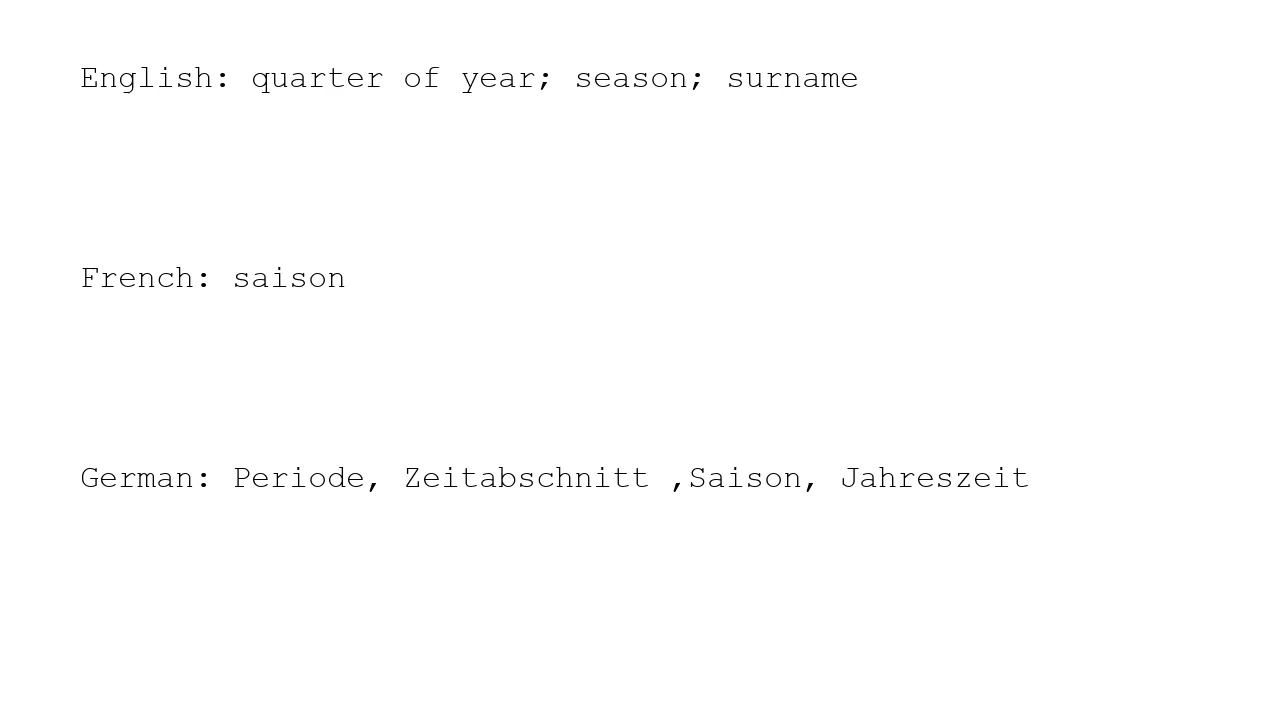 English: quarter of year; season; surname
French: saison
German: Periode, Zeitabschnitt ,Saison, Jahreszeit